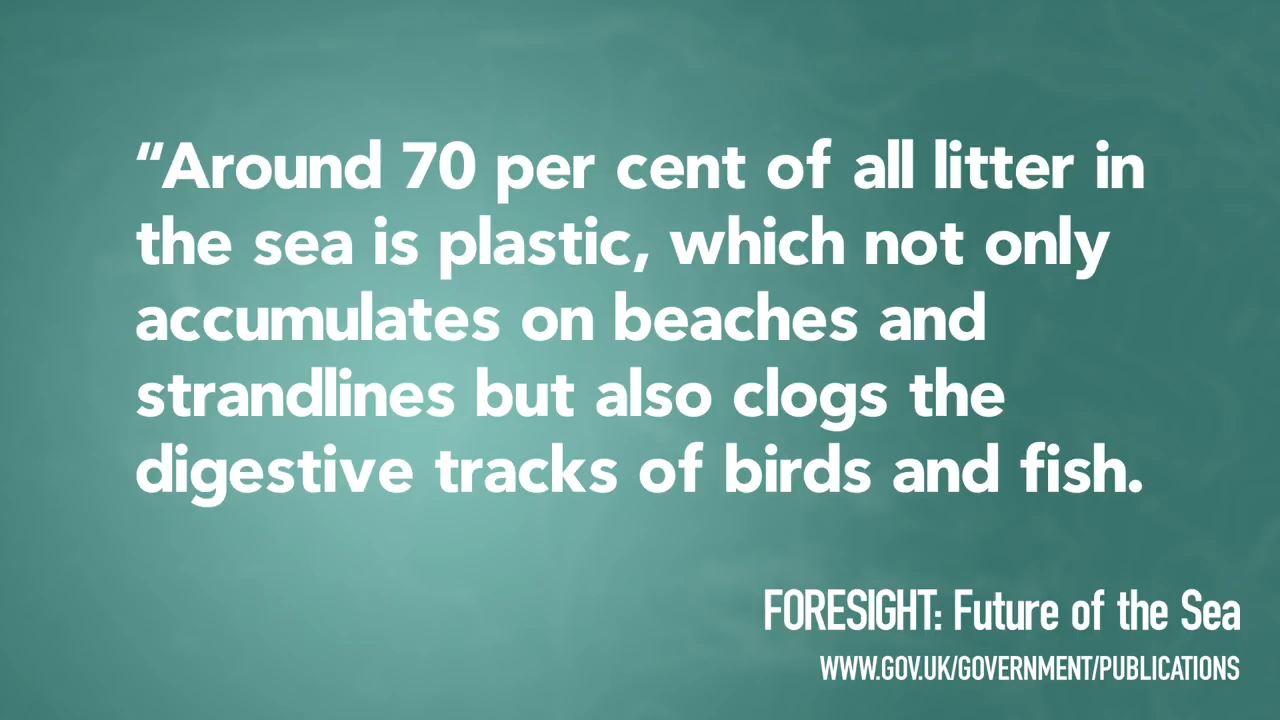 “Around 70 per cent of all litter in
the sea is plastic, which not only
accumulates on beaches and
strandlines but also clogs the
digestive tracks of birds and fish.
FORESIGHT: Future of the Sea
WWW.GOV.UK/GOVERNMENT/PUBLICATIONS